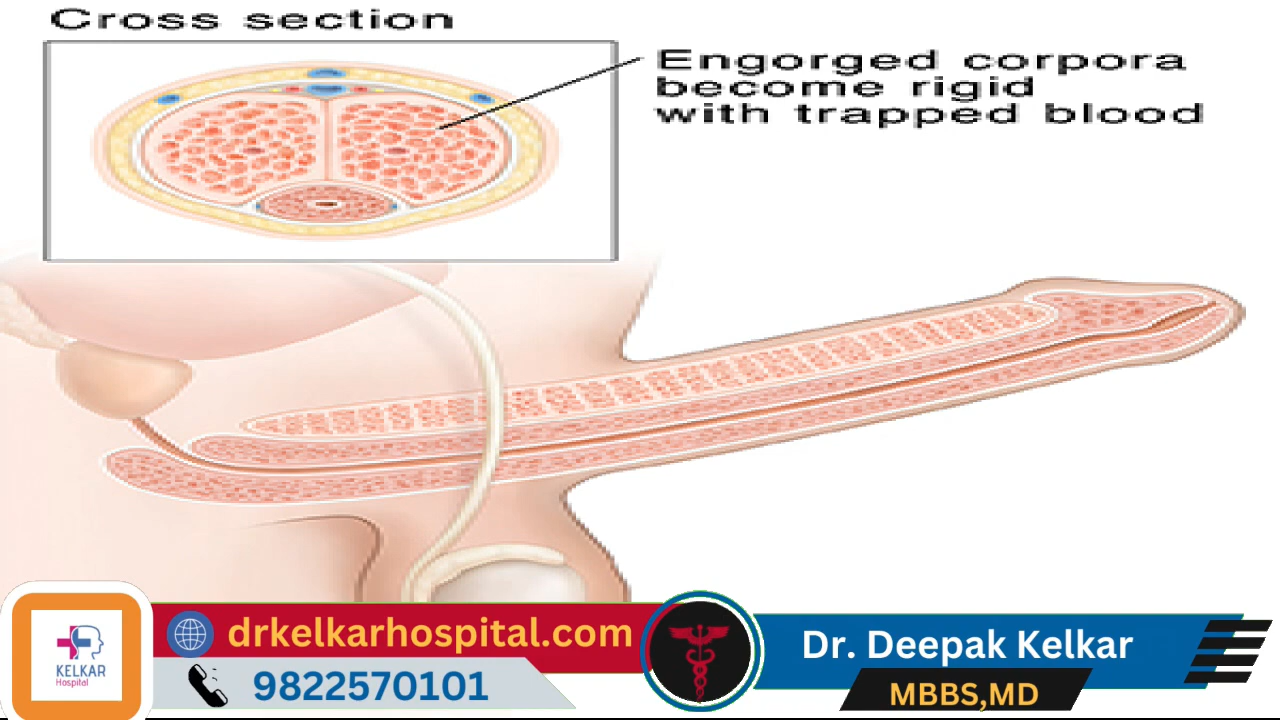 Cross section
Engorged corpora
become rigid
with trapped blood
KELKAR
Hospital
drkelkarhospital.com
9822570101
Dr. Deepak Kelkar
MBBS,MD